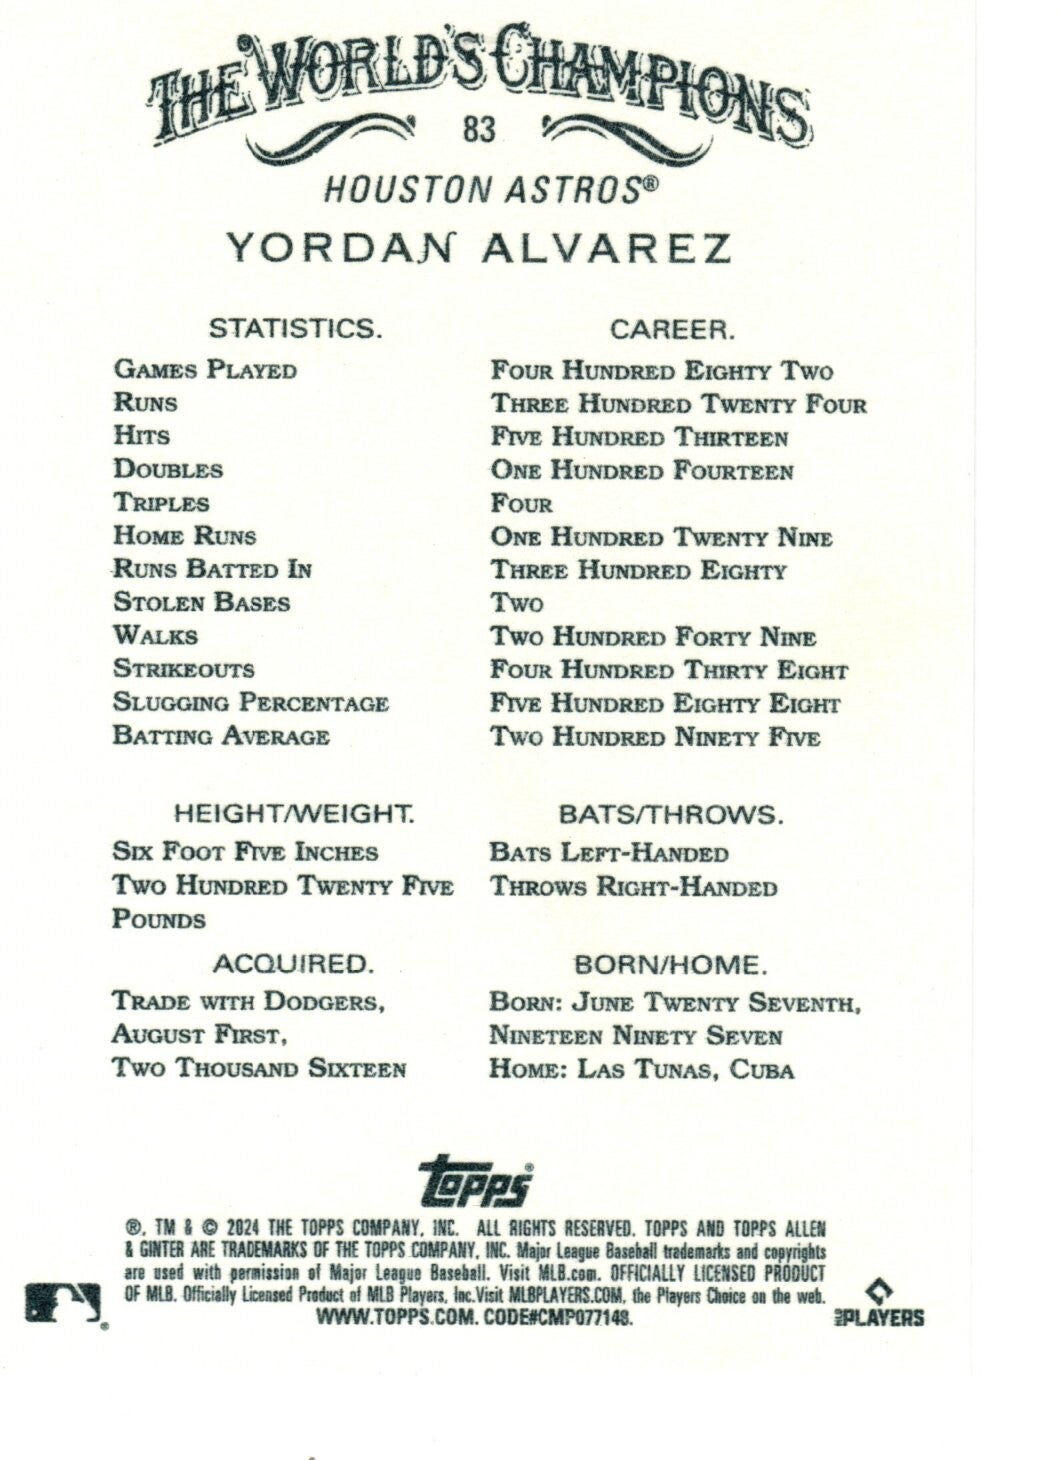 THE WORLD'S CHAMPIONS
83
HOUSTON ASTROS®
YORDAN ALVAREZ
STATISTICS. CAREER.
GAMES PLAYED FOUR HUNDRED EIGHTY TWO
RUNS THREE HUNDRED TWENTY FOUR
HITS FIVE HUNDRED THIRTEEN
DOUBLES ONE HUNDRED FOURTEEN
TRIPLES FOUR
HOME RUNS ONE HUNDRED TWENTY NINE
RUNS BATTED IN THREE HUNDRED EIGHTY
STOLEN BASES TWO
WALKS TWO HUNDRED FORTY NINE
STRIKEOUTS FOUR HUNDRED THIRTY EIGHT
SLUGGING PERCENTAGE FIVE HUNDRED EIGHTY EIGHT
BATTING AVERAGE TWO HUNDRED NINETY FIVE
HEIGHT/WEIGHT. BATS/THROWS.
SIX FOOT FIVE INCHES BATS LEFT-HANDED
TWO HUNDRED TWENTY FIVE THROWS RIGHT-HANDED
POUNDS
ACQUIRED. BORN/HOME.
TRADE WITH DODGERS, BORN: JUNE TWENTY SEVENTH,
AUGUST FIRST, NINETEEN NINETY SEVEN
TWO THOUSAND SIXTEEN HOME: LAS TUNAS, CUBA
topps®
®, TM & © 2024 THE TOPPS COMPANY, INC. ALL RIGHTS RESERVED. TOPPS AND TOPPS ALLEN
& GINTER ARE TRADEMARKS OF THE TOPPS COMPANY, INC. Major League Baseball trademarks and copyrights
are used with permission of Major League Baseball. Visit MLB.com. OFFICIALLY LICENSED PRODUCT
OF MLB. Officially Licensed Product of MLB Players, Inc.Visit MLBPLAYERS.COM, the Players Choice on the web.
WWW.TOPPS.COM. CODE#CMP077148.
MLBPLAYERS